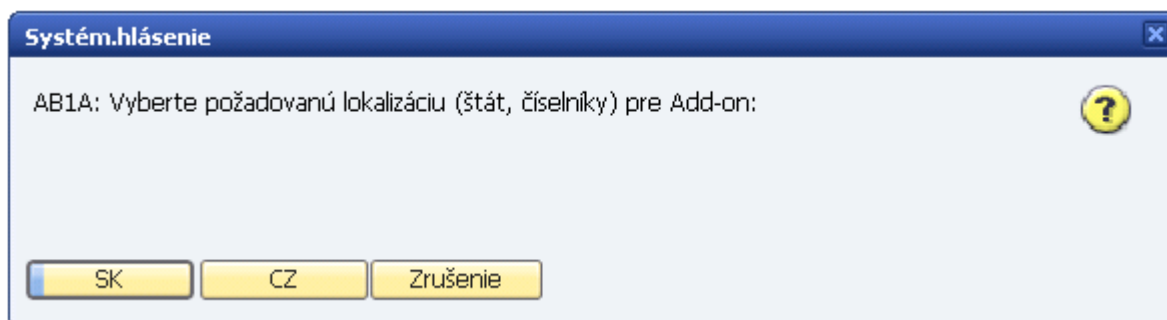 Systém.hlásenie
AB1A: Vyberte požadovanú lokalizáciu (štát, číselníky) pre Add-on:
SK CZ Zrušenie